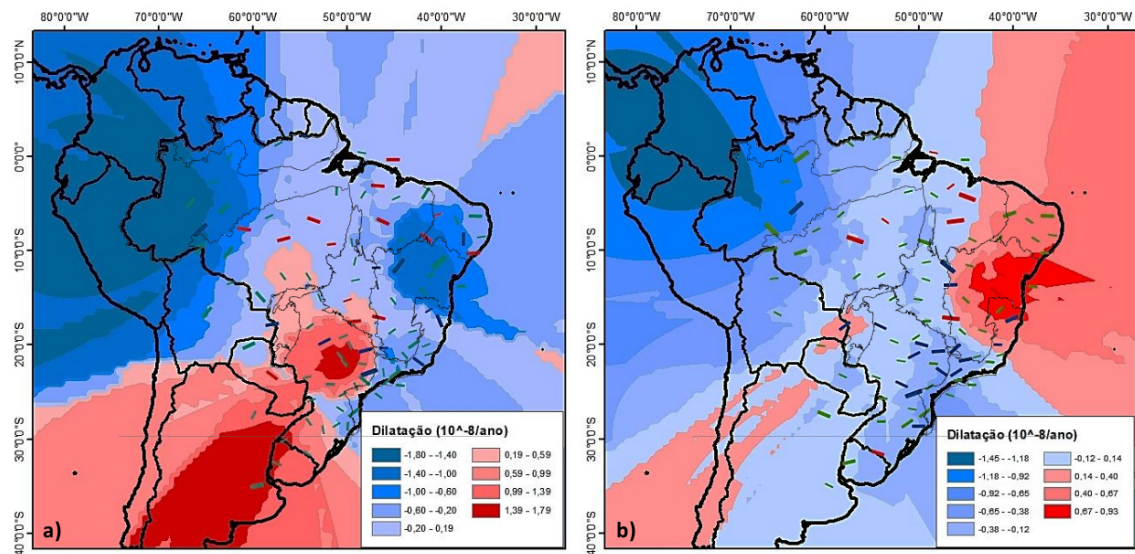 80°0'0"W 60°0'0"W 50°0'0"W 40°0'0"W 30°0'0"W
10°0'0"N
0°0'0"
10°0'0"S
20°0'0"S
30°0'0"S
40°0'0"S
Dilatação (10^-8/ano)
-1,80 - -1,40
-1,40 - -1,00
-1,00 - -0,60
-0,60 - -0,20
-0,20 - 0,19
0,19 - 0,59
0,59 - 0,99
0,99 - 1,39
1,39 - 1,79
a)
80°0'0"W 60°0'0"W 50°0'0"W 40°0'0"W 30°0'0"W
10°0'0"N
0°0'0"
10°0'0"S
20°0'0"S
30°0'0"S
40°0'0"S
Dilatação (10^-8/ano)
-1,45 - -1,18
-1,18 - -0,92
-0,92 - -0,65
-0,65 - -0,38
-0,38 - -0,12
-0,12 - 0,14
0,14 - 0,40
0,40 - 0,67
0,67 - 0,93
b)